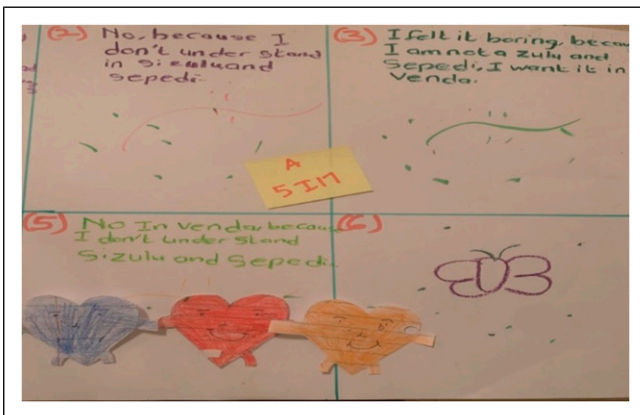 (2) No, because I
don't under stand
in Sizulu and
sepedi.
(3) I felt it boring, becau
I am not a zulu and
Sepedi, I want it in
Venda.
A
5I17
(5) No In Venda, becau
I don't under stand
Sizulu and Sepedi.
(6)